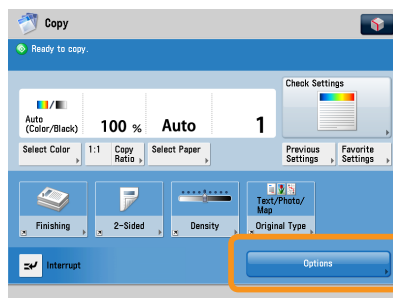 Copy
Ready to copy.
Check Settings
Auto
(Color/Black)
100 %
Auto
1
Select Color
1:1
Copy
Ratio
Select Paper
Previous
Settings
Favorite
Settings
Finishing
2-Sided
Density
Text/Photo/
Map
Original Type
Interrupt
Options